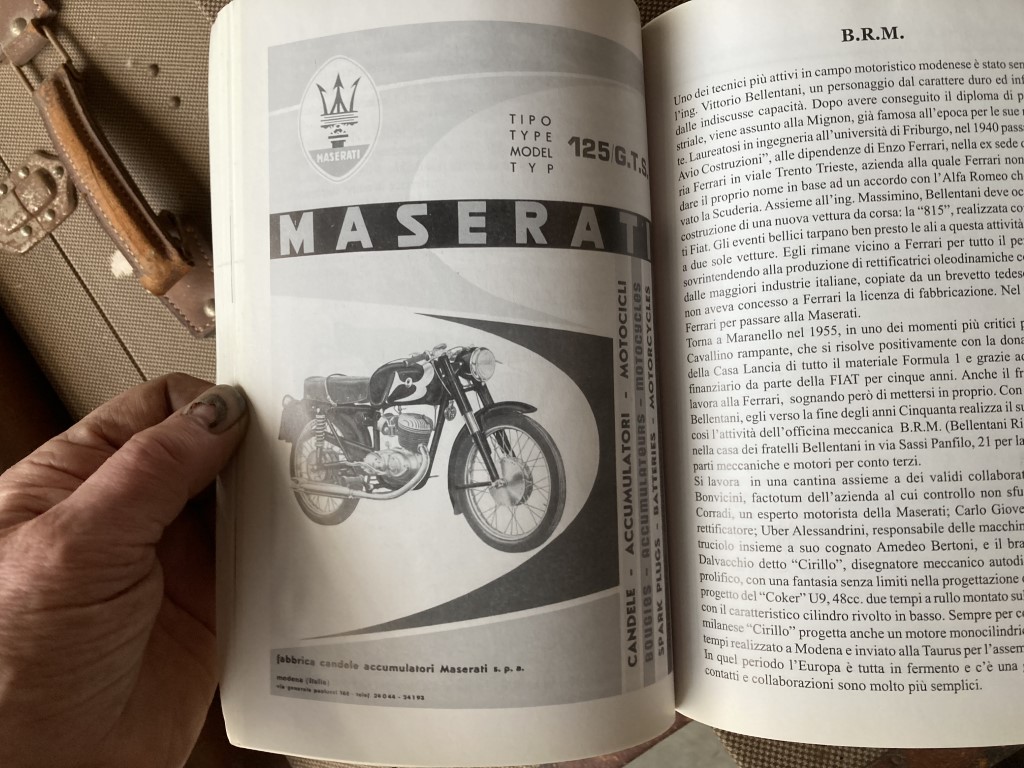 MASERATI
TIPO
TYPE
MODEL
TYP
125/G.T.S.
MASERATI
CANDELE - ACCUMULATORI - MOTOCICLI
BOUGIES - ACCUMULATEURS - MOTOCYCLES
SPARK PLUGS - BATTERIES - MOTORCYCLES
fabbrica candele accumulatori Maserati s. p. a.
modena (Italia)
via generale paolucci 165 - telef.
B.R.M.
Uno dei tecnici più attivi in campo motoristico modenese è stato
l'ing. Vittorio Bellentani, un personaggio dal carattere duro ed
dalle indiscusse capacità. Dopo avere conseguito il diploma di
striale, viene assunto alla Mignon, già famosa all'epoca per le sue
te. Laureatosi in ingegneria all'università di Friburgo, nel 1940
Avio Costruzioni", alle dipendenze di Enzo Ferrari, nella ex sede
ria Ferrari in viale Trento Trieste, azienda alla quale Ferrari non
dare il proprio nome in base ad un accordo con l'Alfa Romeo
vato la Scuderia. Assieme all'ing. Massimino, Bellentani deve
costruzione di una nuova vettura da corsa: la "815", realizzata
ti Fiat. Gli eventi bellici tarpano ben presto le ali a questa attività
a due sole vetture. Egli rimane vicino a Ferrari per tutto il
sovrintendendo alla produzione di rettificatrici oleodinamiche
dalle maggiori industrie italiane, copiate da un brevetto
non aveva concesso a Ferrari la licenza di fabbricazione. Nel
Ferrari per passare alla Maserati.
Torna a Maranello nel 1955, in uno dei momenti più critici
Cavallino rampante, che si risolve positivamente con la
della Casa Lancia di tutto il materiale Formula 1 e grazie
finanziario da parte della FIAT per cinque anni. Anche il
lavora alla Ferrari, sognando però di mettersi in proprio. Con
Bellentani, egli verso la fine degli anni Cinquanta realizza il
così l'attività dell'officina meccanica B.R.M. (Bellentani
nella casa dei fratelli Bellentani in via Sassi Panfilo, 21 per
parti meccaniche e motori per conto terzi.
Si lavora in una cantina assieme a dei validi
Bonvicini, factotum dell'azienda al cui controllo non
Corradi, un esperto motorista della Maserati; Carlo
rettificatore; Uber Alessandrini, responsabile delle
truciolo insieme a suo cognato Amedeo Bertoni, e il
Dalvacchio detto "Cirillo", disegnatore meccanico
prolifico, con una fantasia senza limiti nella progettazione
progetto del "Coker" U9, 48cc. due tempi a rullo montato
con il caratteristico cilindro rivolto in basso. Sempre per
milanese "Cirillo" progetta anche un motore
tempi realizzato a Modena e inviato alla Taurus per
In quel periodo l'Europa è tutta in fermento e c'è una
contatti e collaborazioni sono molto più semplici.